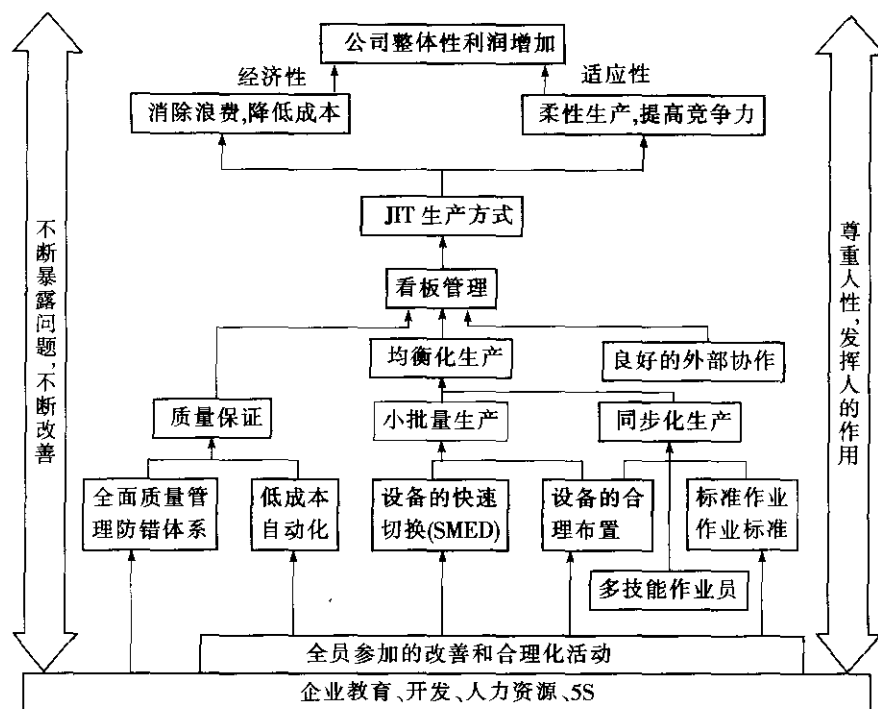 公司整体性利润增加
经济性
适应性
消除浪费,降低成本
柔性生产,提高竞争力
JIT 生产方式
看板管理
均衡化生产
良好的外部协作
质量保证
小批量生产
同步化生产
全面质量管
理防错体系
低成本
自动化
设备的快速
切换(SMED)
设备的合
理布置
标准作业
作业标准
多技能作业员
全员参加的改善和合理化活动
企业教育、开发、人力资源、5S
不断暴露问题,不断改善
尊重人性,发挥人的作用